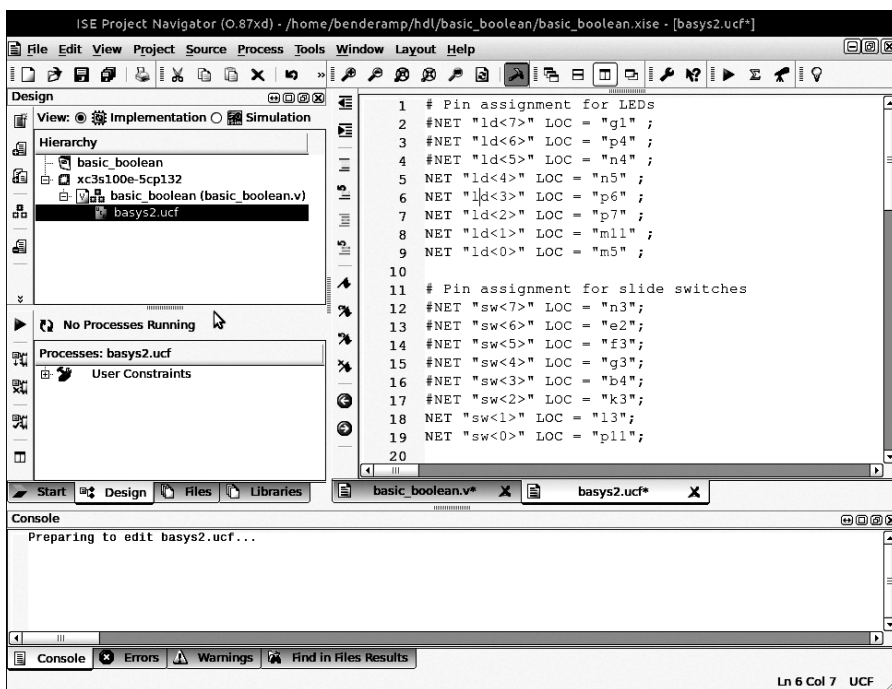 ISE Project Navigator (O.87xd) - /home/benderamp/hdl/basic_boolean/basic_boolean.xise - [basys2.ucf*]
File Edit View Project Source Process Tools Window Layout Help
Design
View: Implementation Simulation
Hierarchy
basic_boolean
xc3s100e-5cp132
basic_boolean (basic_boolean.v)
basys2.ucf
No Processes Running
Processes: basys2.ucf
User Constraints
Start Design Files Libraries
1 # Pin assignment for LEDs
2 #NET "ld<7>" LOC = "g1" ;
3 #NET "ld<6>" LOC = "p4" ;
4 #NET "ld<5>" LOC = "n4" ;
5 NET "ld<4>" LOC = "n5" ;
6 NET "ld<3>" LOC = "p6" ;
7 NET "ld<2>" LOC = "p7" ;
8 NET "ld<1>" LOC = "m11" ;
9 NET "ld<0>" LOC = "m5" ;
10
11 # Pin assignment for slide switches
12 #NET "sw<7>" LOC = "n3";
13 #NET "sw<6>" LOC = "e2";
14 #NET "sw<5>" LOC = "f3";
15 #NET "sw<4>" LOC = "g3";
16 #NET "sw<3>" LOC = "b4";
17 #NET "sw<2>" LOC = "k3";
18 NET "sw<1>" LOC = "l3";
19 NET "sw<0>" LOC = "p11";
20
basic_boolean.v* basys2.ucf*
Console
Preparing to edit basys2.ucf...
Console Errors Warnings Find in Files Results
Ln 6 Col 7 UCF